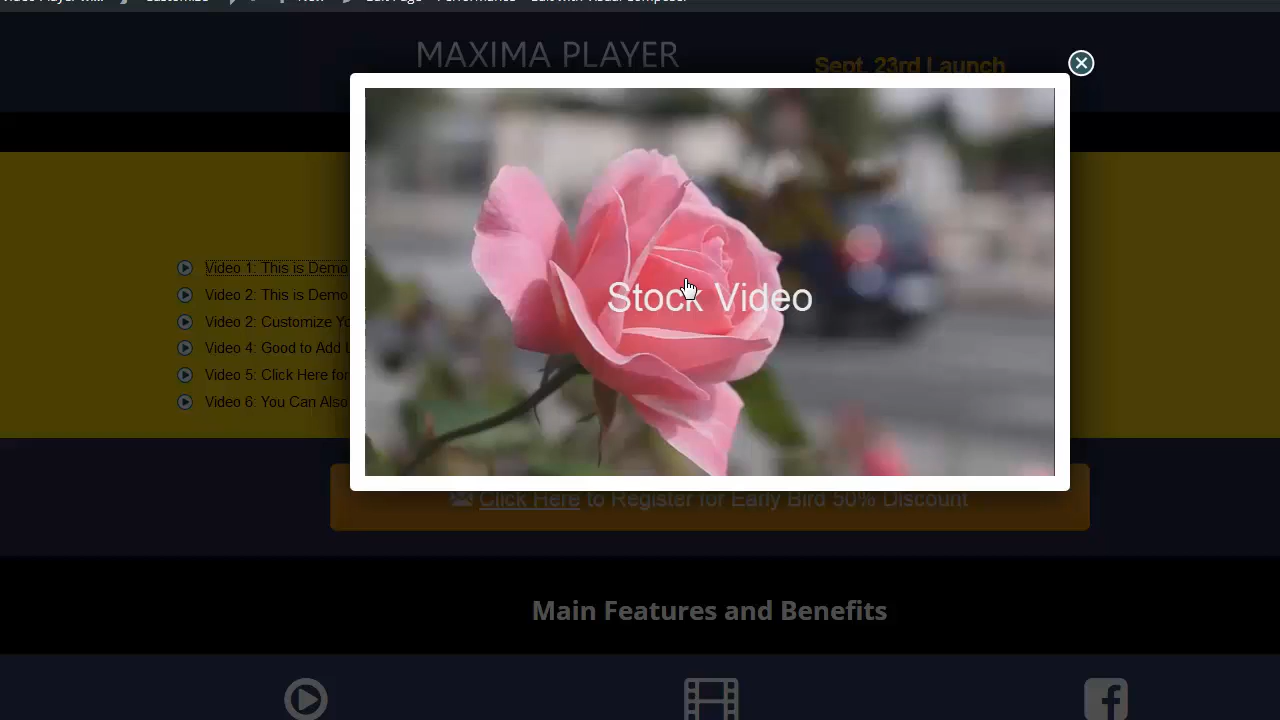 New
MAXIMA PLAYER
Sept. 23rd Launch
Stock Video
Video 1: This is Demo
Video 2: This is Demo
Video 2: Customize Yo
Video 4: Good to Add L
Video 5: Click Here for
Video 6: You Can Also
Click Here to Register for Early Bird 50% Discount
Main Features and Benefits